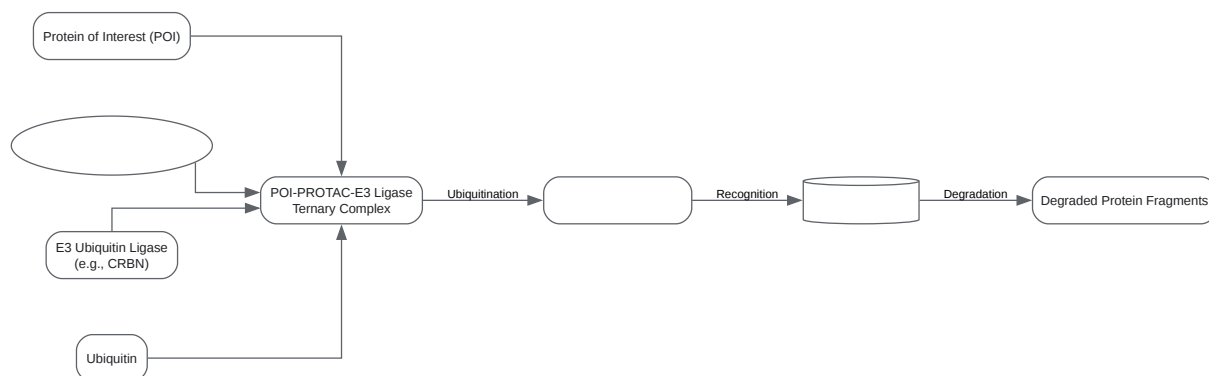 Protein of Interest (POI)
POI-PROTAC-E3 Ligase
Ternary Complex
Ubiquitination
Recognition
Degradation
Degraded Protein Fragments
E3 Ubiquitin Ligase
(e.g., CRBN)
Ubiquitin